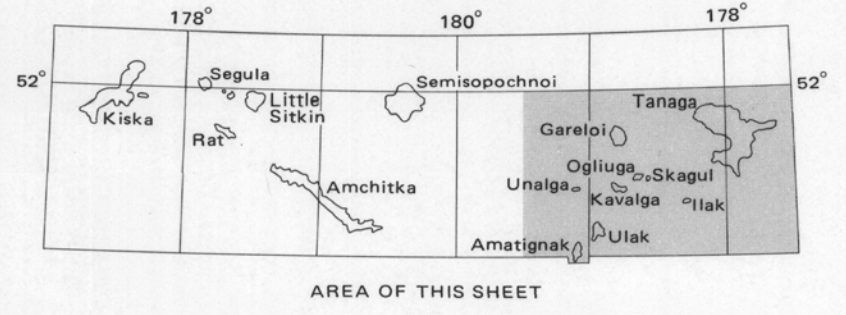 178°
180°
178°
52°
52°
Segula
Semisopochnoi
Tanaga
Kiska
Little
Sitkin
Gareloi
Rat
Ogliuga
Skagul
Unalga
Kavalga
Amchitka
Ilak
Ulak
Amatignak
AREA OF THIS SHEET